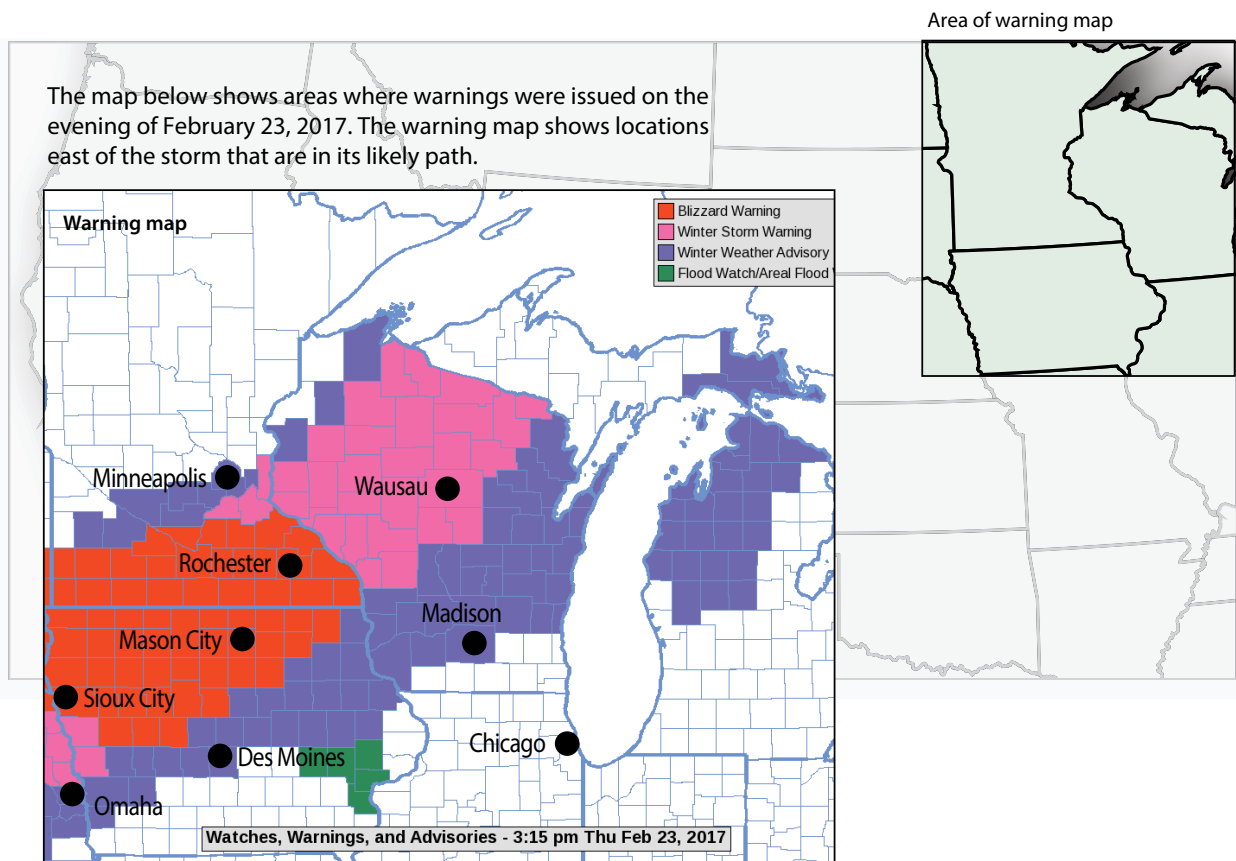 Area of warning map
The map below shows areas where warnings were issued on the
evening of February 23, 2017. The warning map shows locations
east of the storm that are in its likely path.
Warning map
Blizzard Warning
Winter Storm Warning
Winter Weather Advisory
Flood Watch/Areal Flood
Minneapolis
Wausau
Rochester
Madison
Mason City
Sioux City
Chicago
Des Moines
Omaha
Watches, Warnings, and Advisories - 3:15 pm Thu Feb 23, 2017